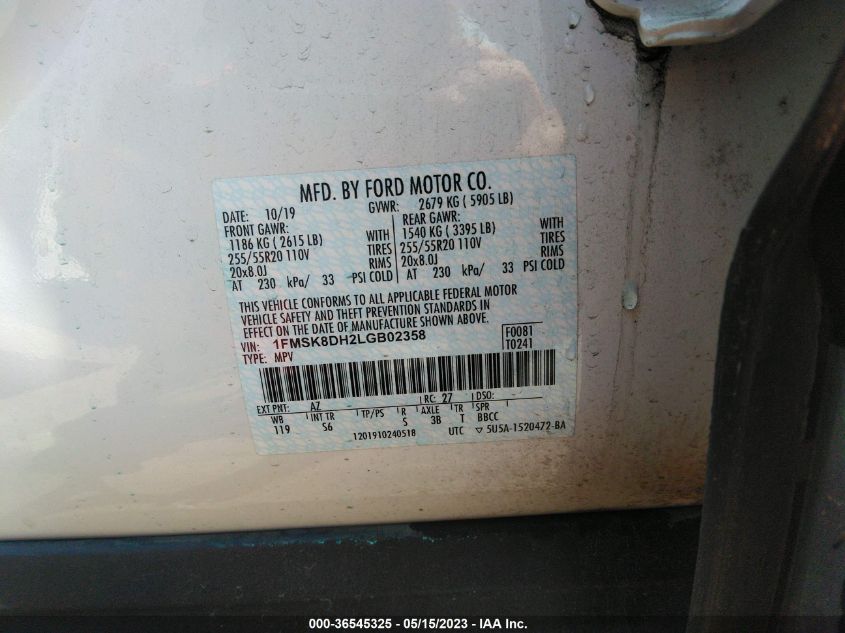 MFD. BY FORD MOTOR CO.
DATE: 10/19 GVWR: 2679 KG ( 5905 LB)
FRONT GAWR: REAR GAWR:
1186 KG ( 2615 LB) WITH 1540 KG ( 3395 LB) WITH
255/55R20 110V TIRES 255/55R20 110V TIRES
20x8.0J RIMS 20x8.0J RIMS
AT 230 kPa/ 33 PSI COLD AT 230 kPa/ 33 PSI COLD
THIS VEHICLE CONFORMS TO ALL APPLICABLE FEDERAL MOTOR
VEHICLE SAFETY AND THEFT PREVENTION STANDARDS IN
EFFECT ON THE DATE OF MANUFACTURE SHOWN ABOVE.
VIN: 1FMSK8DH2LGB02358 F0081
TYPE: MPV T0241
EXT PNT: AZ RC: 27 DSO:
WB INT TR TP/PS R AXLE TR SPR
119 S6 S 3B T BBCC
1201910240518 UTC ▽ 5U5A-1520472-BA
000-36545325 - 05/15/2023 - IAA Inc.